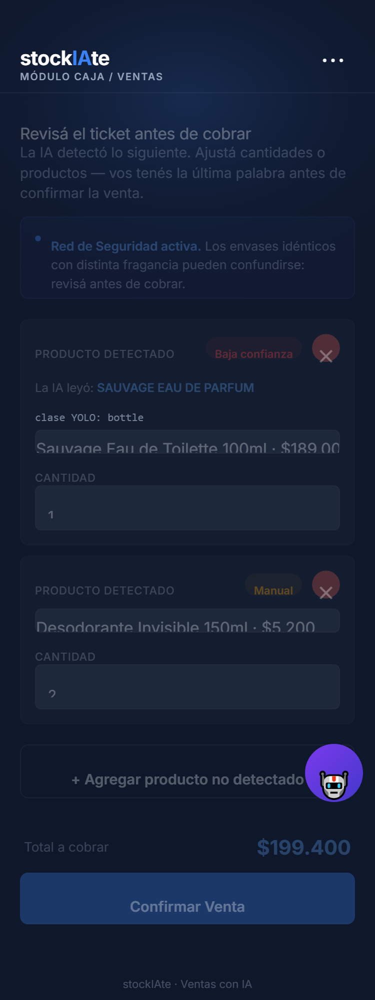 stockIAte
MÓDULO CAJA / VENTAS
Revisá el ticket antes de cobrar
La IA detectó lo siguiente. Ajustá cantidades o
productos — vos tenés la última palabra antes de
confirmar la venta.
Red de Seguridad activa. Los envases idénticos
con distinta fragancia pueden confundirse:
revisá antes de cobrar.
PRODUCTO DETECTADO
Baja confianza
La IA leyó: SAUVAGE EAU DE PARFUM
clase YOLO: bottle
Sauvage Eau de Toilette 100ml · $189.00
CANTIDAD
1
PRODUCTO DETECTADO
Manual
Desodorante Invisible 150ml · $5.200
CANTIDAD
2
+ Agregar producto no detectado
Total a cobrar
$199.400
Confirmar Venta
stockIAte · Ventas con IA